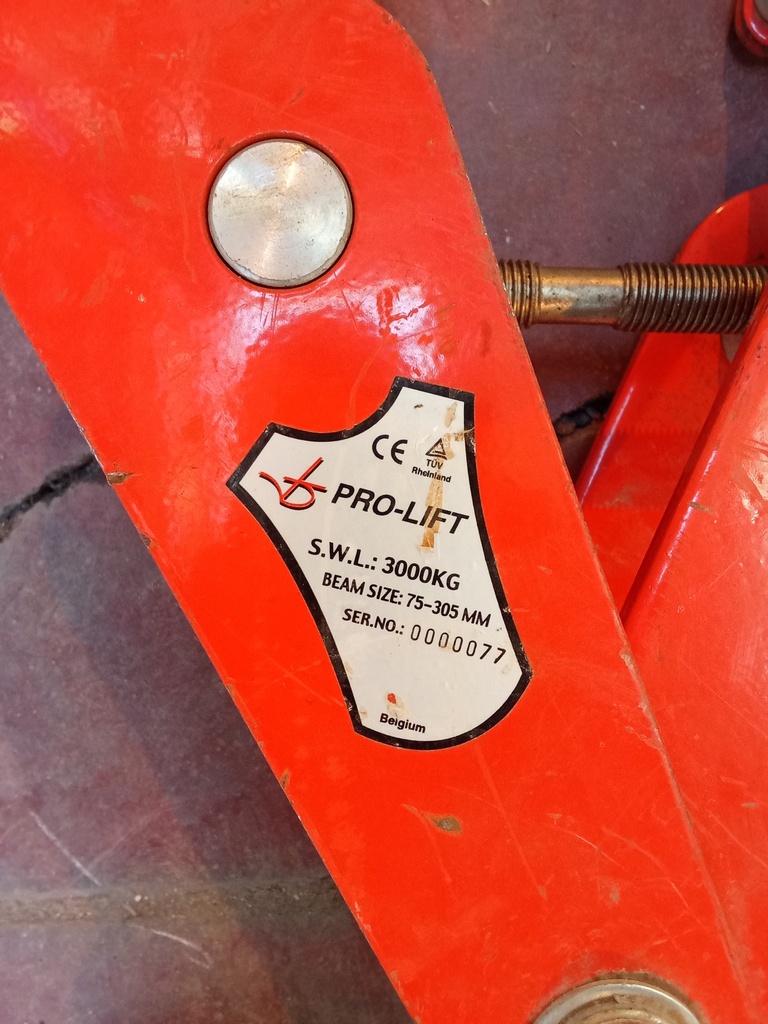 CE
TÜV
Rheinland
PRO-LIFT
S.W.L.: 3000KG
BEAM SIZE: 75-305 MM
SER.NO.: 0000077
Belgium